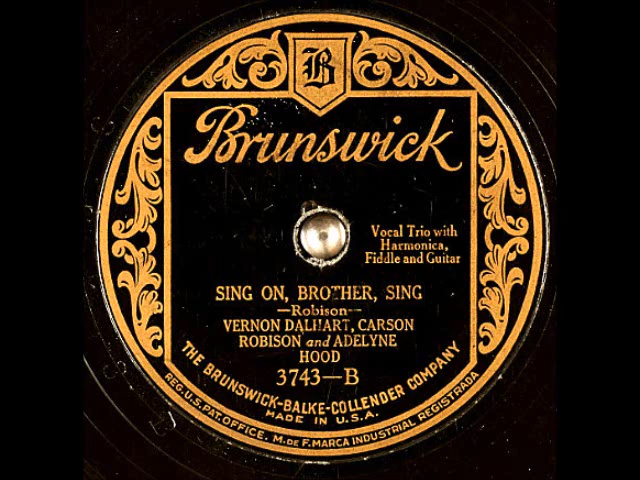 B
Brunswick
Vocal Trio with
Harmonica,
Fiddle and Guitar
SING ON, BROTHER, SING
—Robison—
VERNON DALHART, CARSON
ROBISON and ADELYNE
HOOD
3743—B
THE BRUNSWICK-BALKE-COLLENDER COMPANY
MADE IN U.S.A.
REG.U.S.PAT.OFFICE. M. DE F. MARCA INDUSTRIAL REGISTRADA